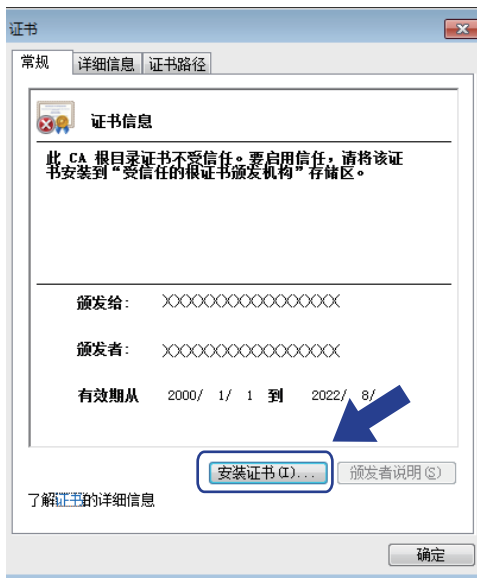 证书
常规 详细信息 证书路径
证书信息
此 CA 根目录证书不受信任。要启用信任，请将该证
书安装到“受信任的根证书颁发机构”存储区。
颁发给: XXXXXXXXXXXXXXXX
颁发者: XXXXXXXXXXXXXXXX
有效期从 2000/ 1/ 1 到 2022/ 8/
安装证书(I)... 颁发者说明(S)
了解证书的详细信息
确定